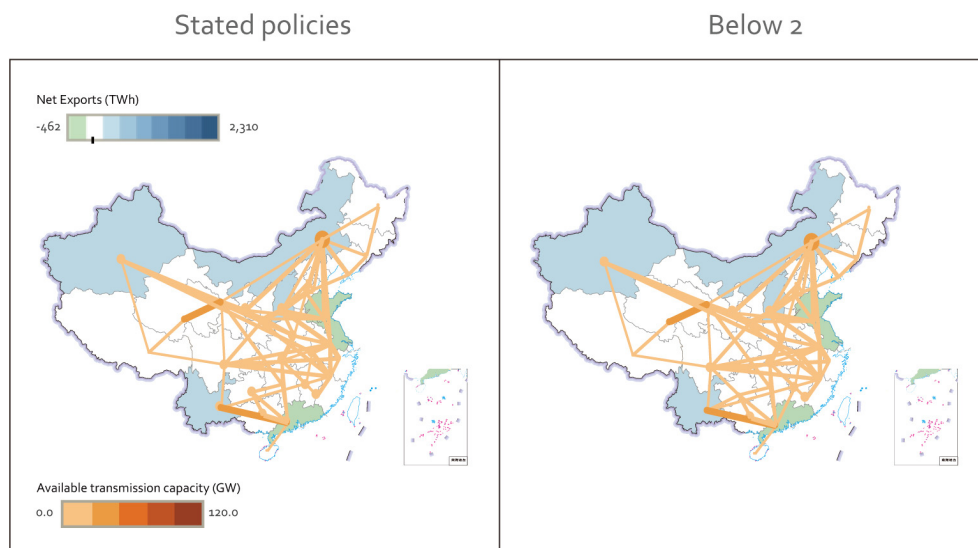 Stated policies
Below 2
Net Exports (TWh)
-462
2,310
Available transmission capacity (GW)
0.0
120.0